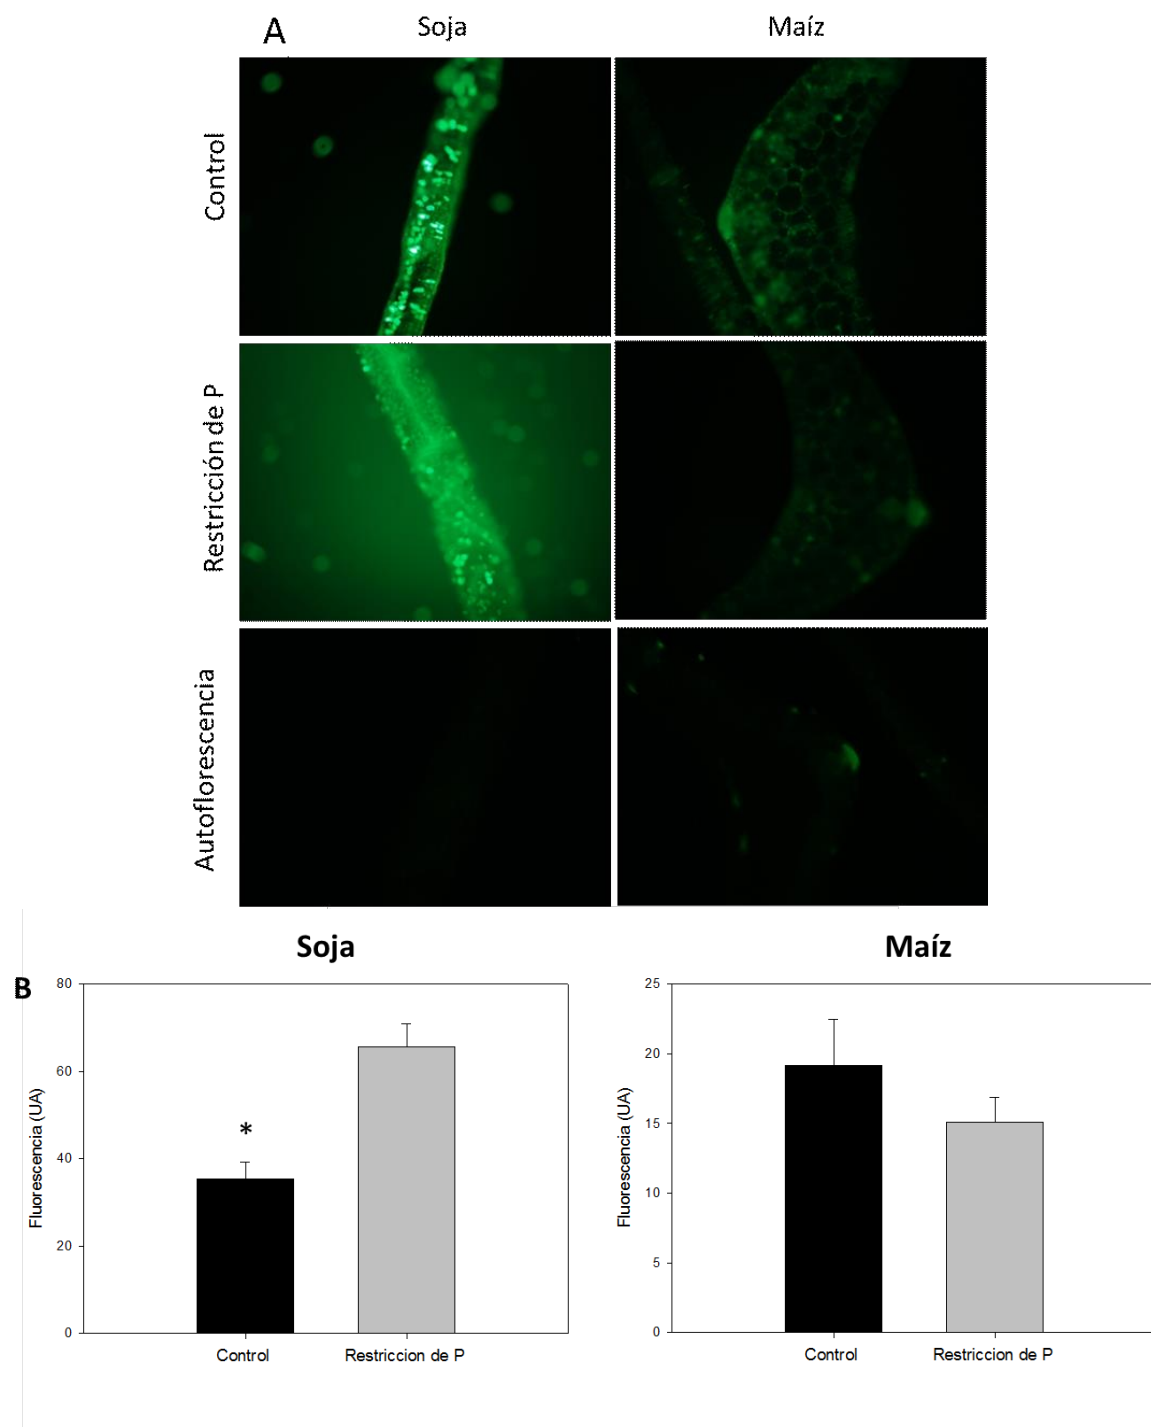 A
Soja
Maíz
Control
Restricción de P
Autoflorescencia
Soja
Maíz
B
80
60
40
20
0
Fluorescencia (UA)
*
Control
Restriccion de P
25
20
15
10
5
0
Fluorescencia (UA)
Control
Restriccion de P